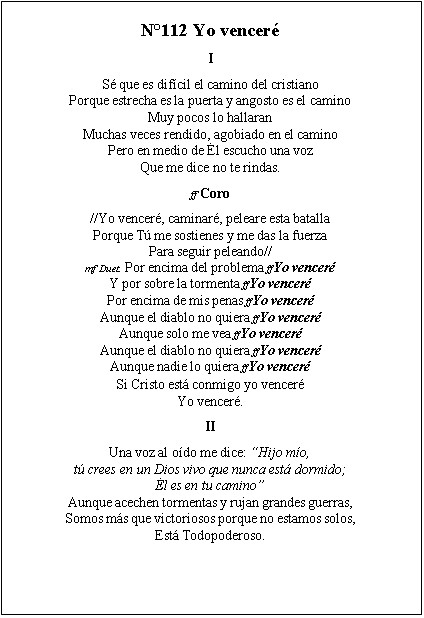 N°112 Yo venceré
I
Sé que es difícil el camino del cristiano
Porque estrecha es la puerta y angosto es el camino
Muy pocos lo hallaran
Muchas veces rendido, agobiado en el camino
Pero en medio de Él escucho una voz
Que me dice no te rindas.
ff Coro
//Yo venceré, caminaré, peleare esta batalla
Porque Tú me sostienes y me das la fuerza
Para seguir peleando//
mf Duet: Por encima del problema ff Yo venceré
Y por sobre la tormenta ff Yo venceré
Por encima de mis penas ff Yo venceré
Aunque el diablo no quiera ff Yo venceré
Aunque solo me vea ff Yo venceré
Aunque el diablo no quiera ff Yo venceré
Aunque nadie lo quiera ff Yo venceré
Si Cristo está conmigo yo venceré
Yo venceré.
II
Una voz al oído me dice: “Hijo mío,
tú crees en un Dios vivo que nunca está dormido;
Él es en tu camino”
Aunque acechen tormentas y rujan grandes guerras,
Somos más que victoriosos porque no estamos solos,
Está Todopoderoso.